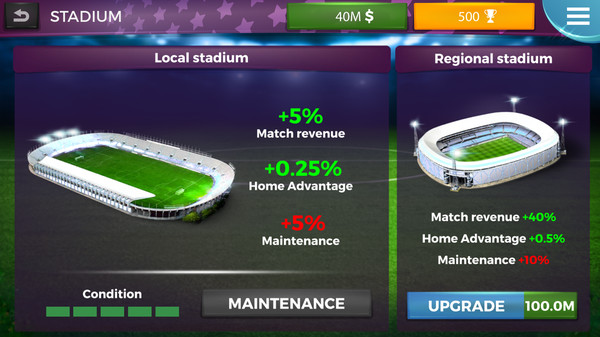 STADIUM
40M $
500
Local stadium
+5%
Match revenue
+0.25%
Home Advantage
+5%
Maintenance
Condition
MAINTENANCE
Regional stadium
Match revenue +40%
Home Advantage +0.5%
Maintenance +10%
UPGRADE 100.0M